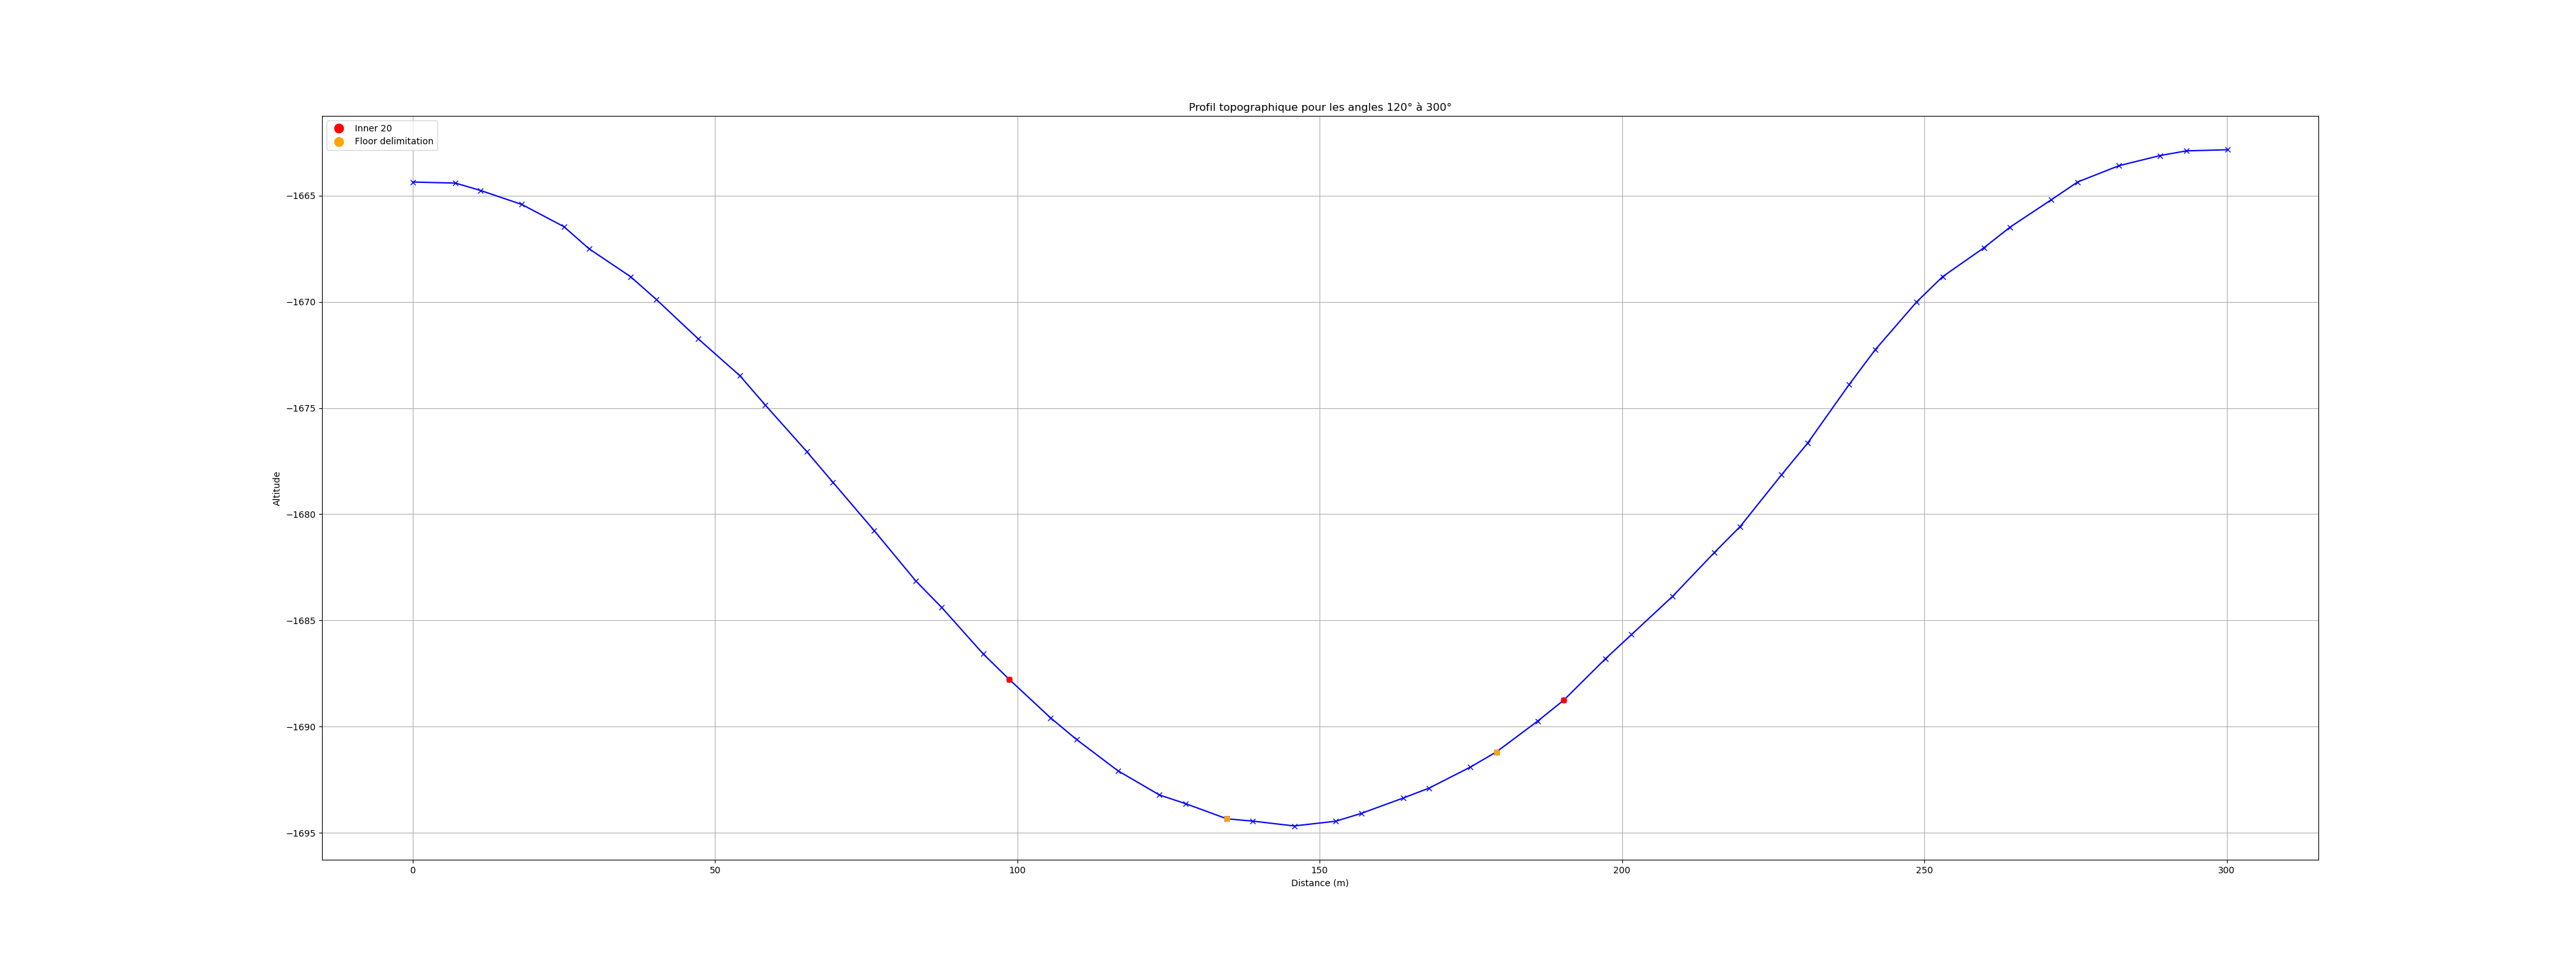 Profil topographique pour les angles 120° à 300°
Inner 20
Floor delimitation
Altitude
−1665
−1670
−1675
−1680
−1685
−1690
−1695
0 50 100 150 200 250 300
Distance (m)